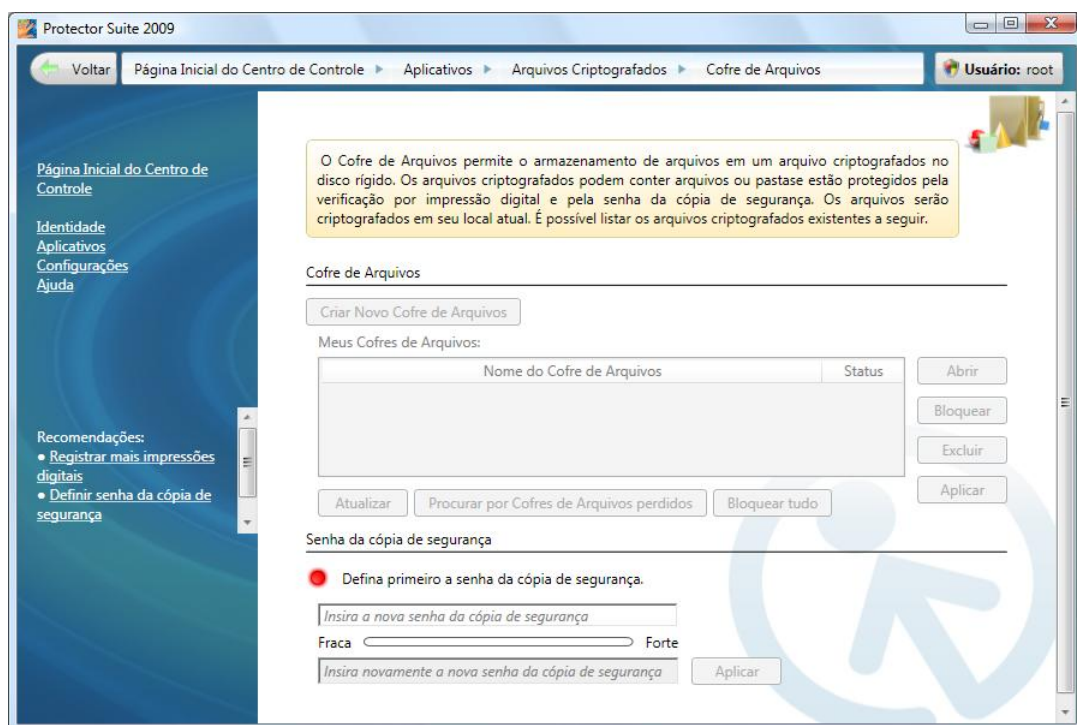 Protector Suite 2009
Voltar
Página Inicial do Centro de Controle
Aplicativos
Arquivos Criptografados
Cofre de Arquivos
Usuário: root
Página Inicial do Centro de
Controle
Identidade
Aplicativos
Configurações
Ajuda
Recomendações:
• Registrar mais impressões
digitais
• Definir senha da cópia de
segurança
O Cofre de Arquivos permite o armazenamento de arquivos em um arquivo criptografados no
disco rígido. Os arquivos criptografados podem conter arquivos ou pastase estão protegidos pela
verificação por impressão digital e pela senha da cópia de segurança. Os arquivos serão
criptografados em seu local atual. É possível listar os arquivos criptografados existentes a seguir.
Cofre de Arquivos
Criar Novo Cofre de Arquivos
Meus Cofres de Arquivos:
Nome do Cofre de Arquivos
Status
Abrir
Bloquear
Excluir
Aplicar
Atualizar
Procurar por Cofres de Arquivos perdidos
Bloquear tudo
Senha da cópia de segurança
Defina primeiro a senha da cópia de segurança.
Insira a nova senha da cópia de segurança
Fraca
Forte
Insira novamente a nova senha da cópia de segurança
Aplicar